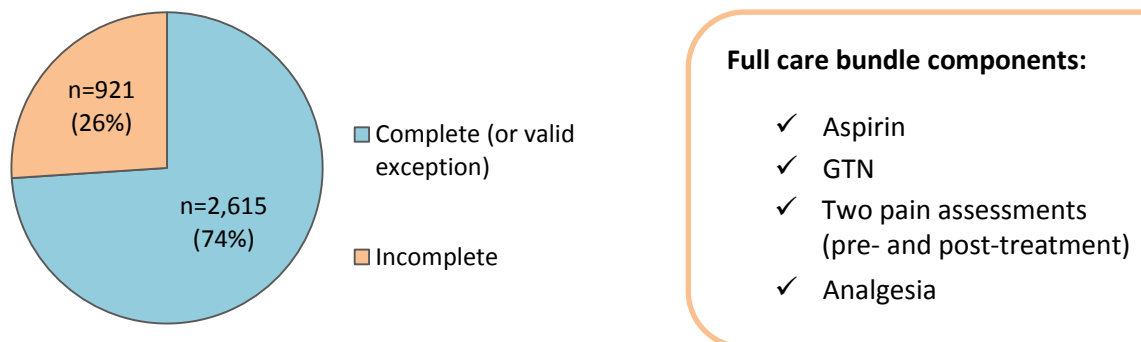 n=921
(26%)
n=2,615
(74%)
Complete (or valid
exception)
Incomplete
Full care bundle components:
✓ Aspirin
✓ GTN
✓ Two pain assessments
(pre- and post-treatment)
✓ Analgesia